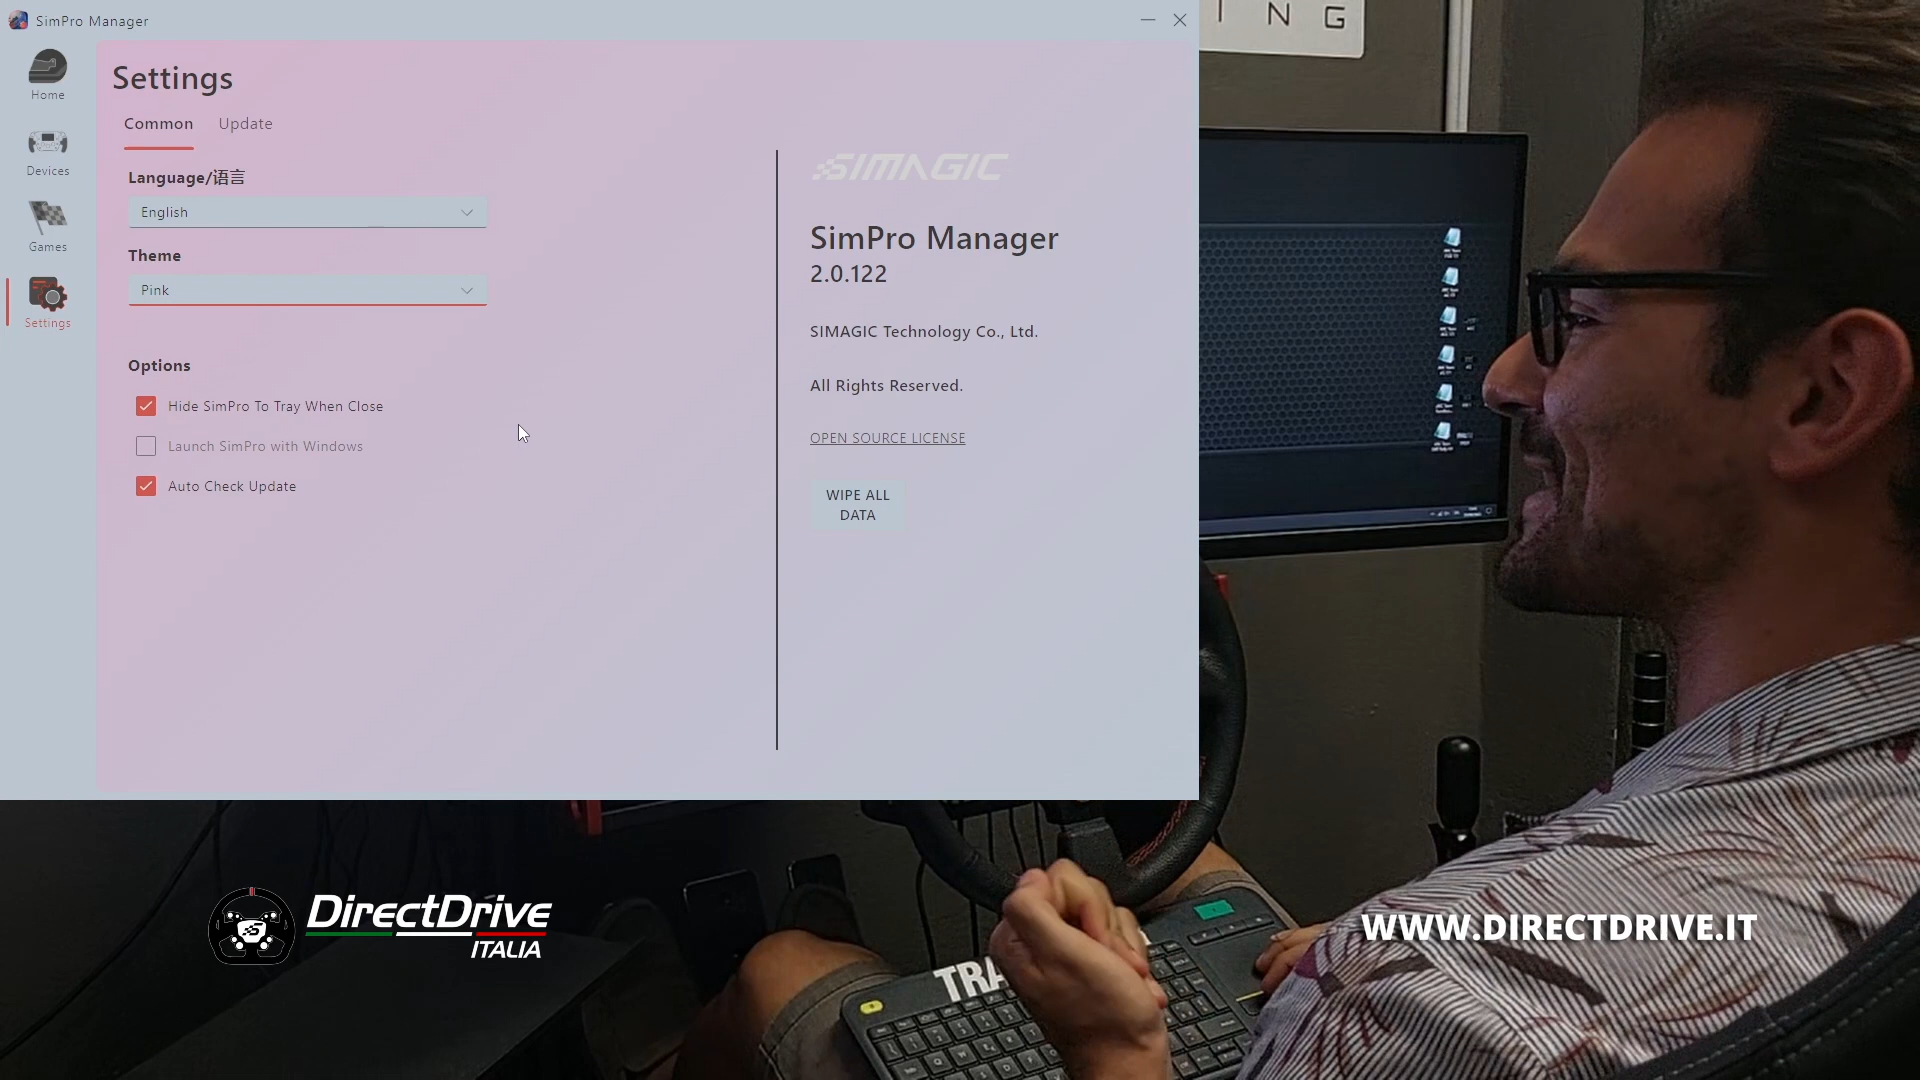 SimPro Manager
ING
Home
Devices
Games
Settings
Settings
Common
Update
Language/语言
English
Theme
Pink
Options
Hide SimPro To Tray When Close
Launch SimPro with Windows
Auto Check Update
SIMAGIC
SimPro Manager
2.0.122
SIMAGIC Technology Co., Ltd.
All Rights Reserved.
OPEN SOURCE LICENSE
WIPE ALL
DATA
DirectDrive
ITALIA
WWW.DIRECTDRIVE.IT
TRA